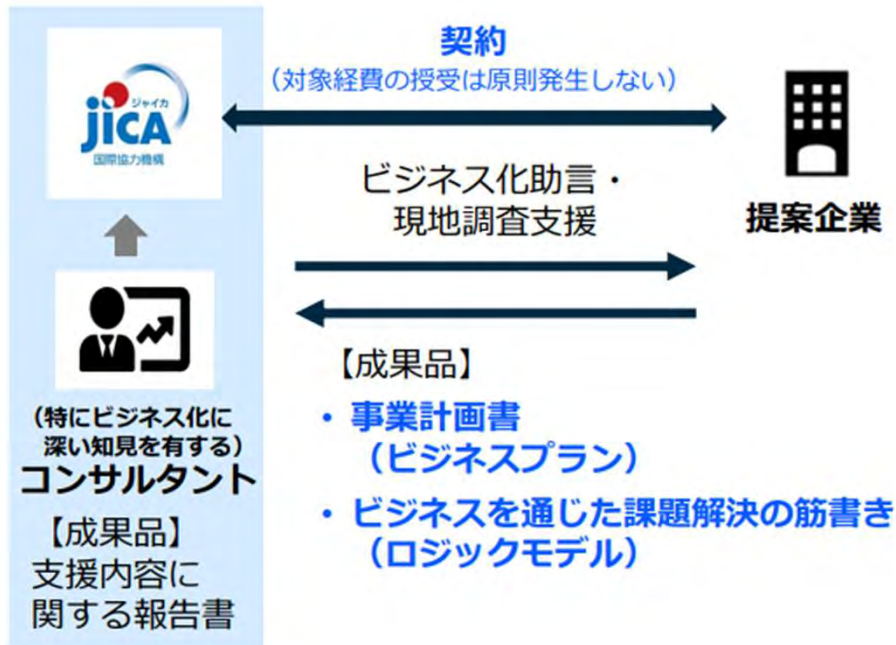 ジャイカ
JICA
国際協力機構
契約
（対象経費の授受は原則発生しない）
ビジネス化助言・
現地調査支援
提案企業
（特にビジネス化に
深い知見を有する）
コンサルタント
【成果品】
支援内容に
関する報告書
【成果品】
• 事業計画書
（ビジネスプラン）
• ビジネスを通じた課題解決の筋書き
（ロジックモデル）